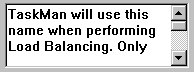 TaskMan will use this
name when performing
Load Balancing. Only